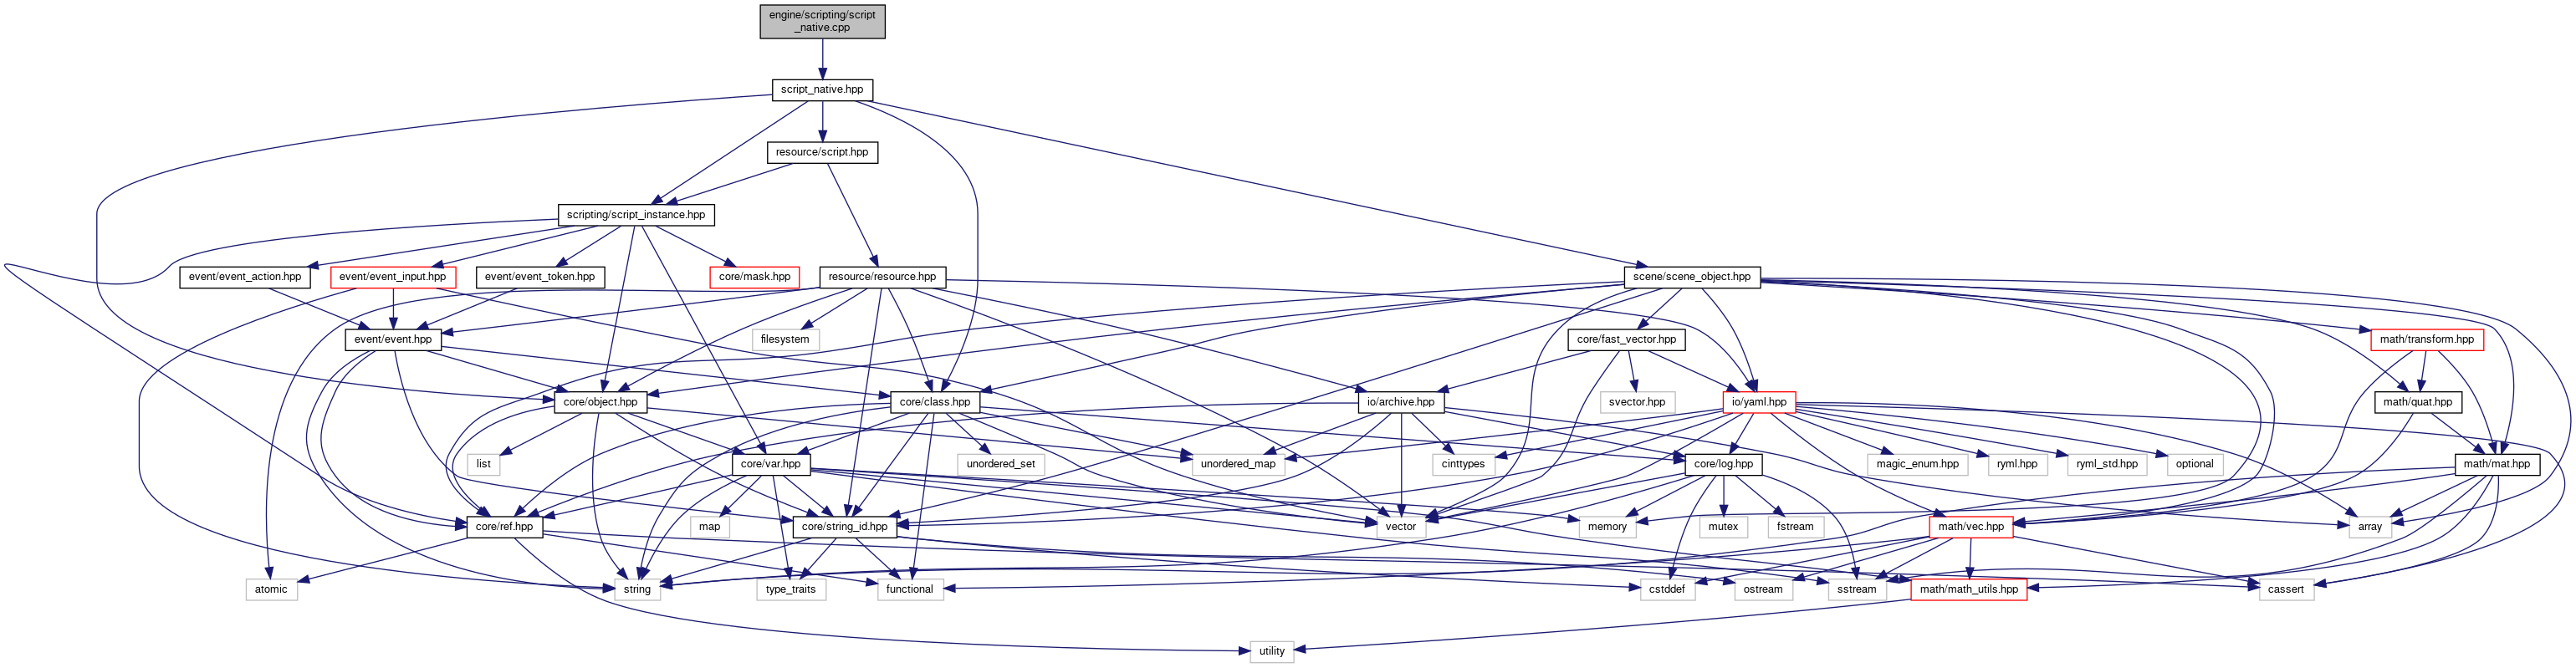 engine/scripting/script
_native.cpp
script_native.hpp
resource/script.hpp
scripting/script_instance.hpp
event/event_action.hpp
event/event_input.hpp
event/event_token.hpp
core/mask.hpp
resource/resource.hpp
scene/scene_object.hpp
event/event.hpp
filesystem
core/fast_vector.hpp
math/transform.hpp
core/object.hpp
core/class.hpp
io/archive.hpp
svector.hpp
io/yaml.hpp
math/quat.hpp
list
core/var.hpp
unordered_set
unordered_map
cinttypes
core/log.hpp
magic_enum.hpp
ryml.hpp
ryml_std.hpp
optional
math/mat.hpp
core/ref.hpp
map
core/string_id.hpp
vector
memory
mutex
fstream
math/vec.hpp
array
atomic
string
type_traits
functional
cstddef
ostream
sstream
math/math_utils.hpp
cassert
utility